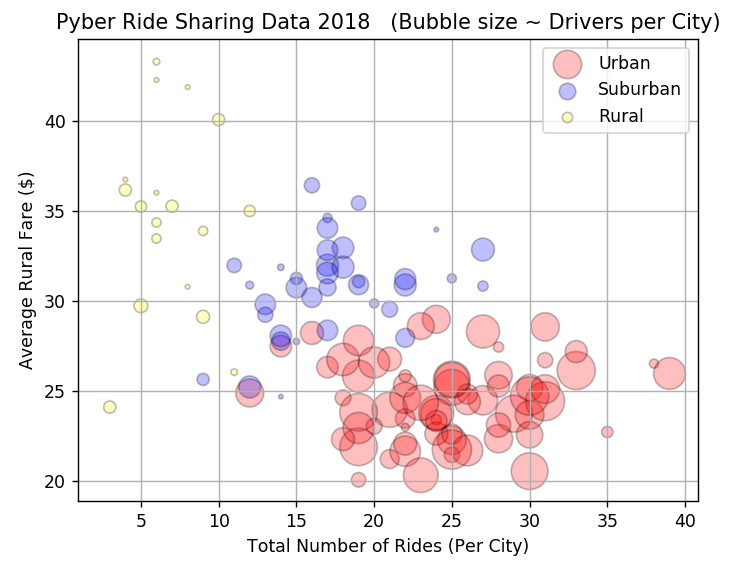 Pyber Ride Sharing Data 2018   (Bubble size ~ Drivers per City)
Urban
Suburban
Rural
Average Rural Fare ($)
40
35
30
25
20
5 10 15 20 25 30 35 40
Total Number of Rides (Per City)